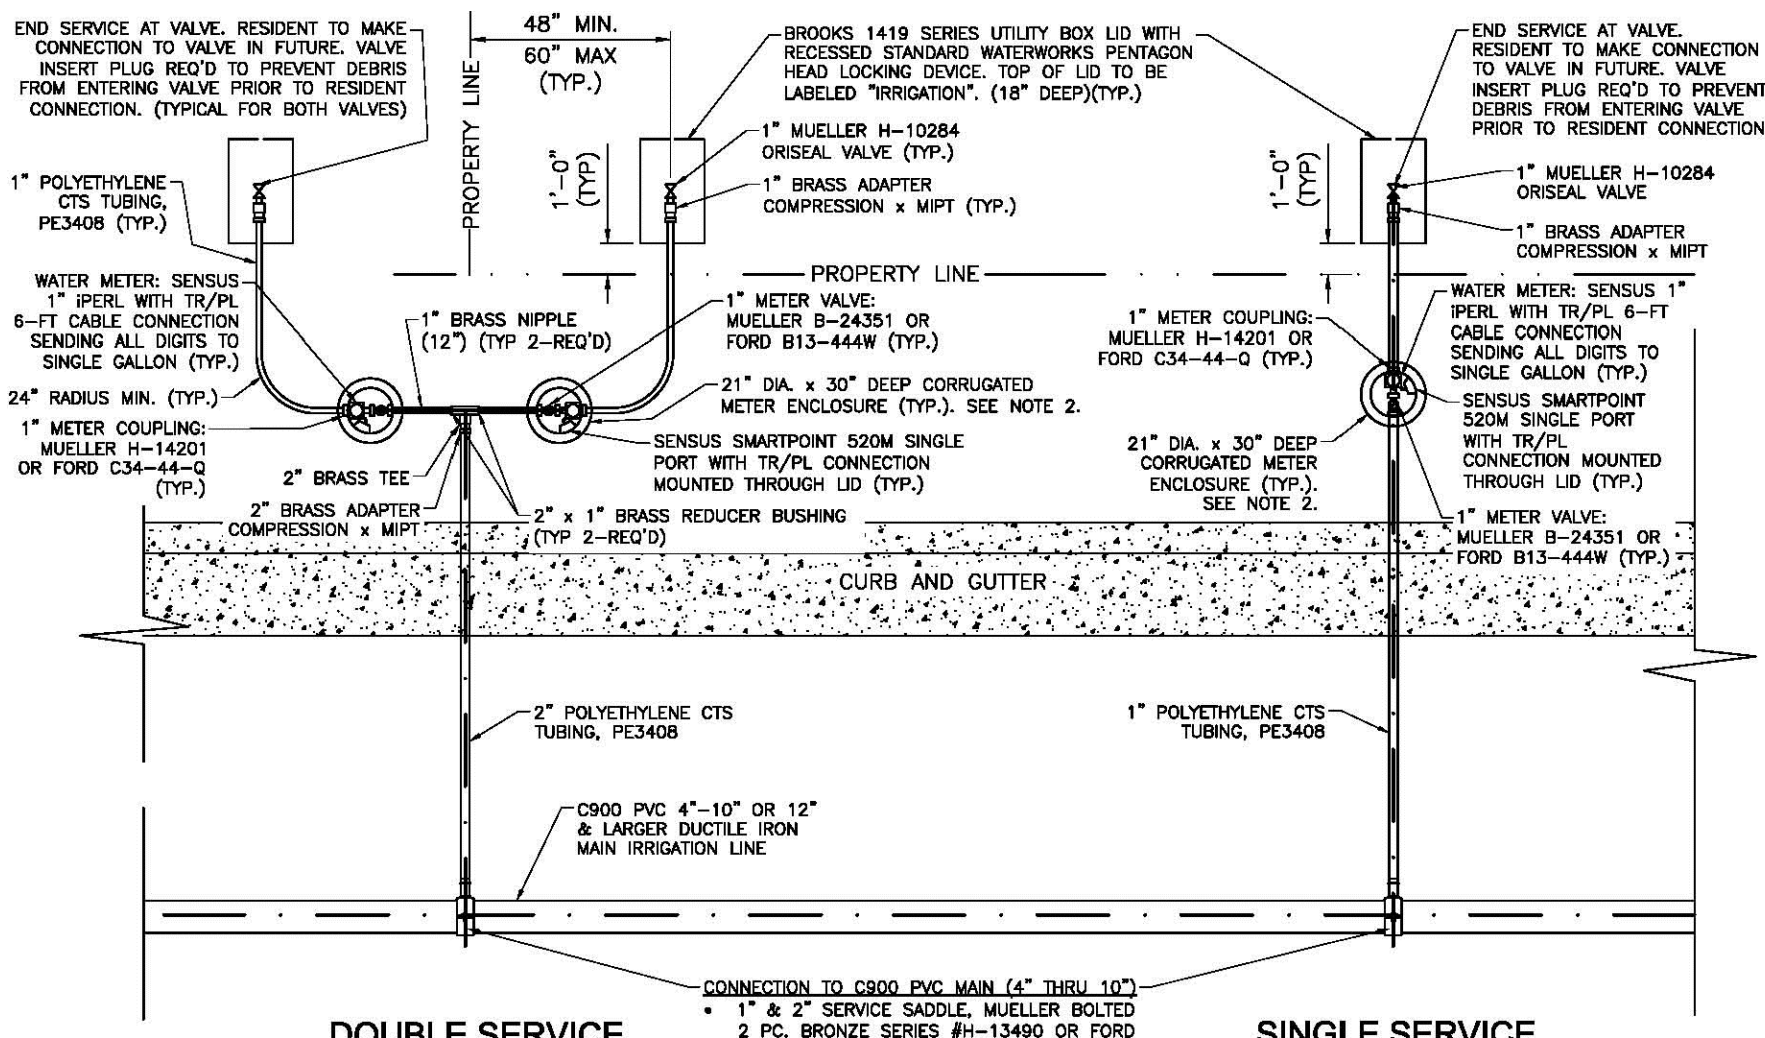 END SERVICE AT VALVE. RESIDENT TO MAKE
CONNECTION TO VALVE IN FUTURE. VALVE
INSERT PLUG REQ'D TO PREVENT DEBRIS
FROM ENTERING VALVE PRIOR TO RESIDENT
CONNECTION. (TYPICAL FOR BOTH VALVES)
48" MIN.
60" MAX
(TYP.)
PROPERTY LINE
BROOKS 1419 SERIES UTILITY BOX LID WITH
RECESSED STANDARD WATERWORKS PENTAGON
HEAD LOCKING DEVICE. TOP OF LID TO BE
LABELED "IRRIGATION". (18" DEEP)(TYP.)
END SERVICE AT VALVE.
RESIDENT TO MAKE CONNECTION
TO VALVE IN FUTURE. VALVE
INSERT PLUG REQ'D TO PREVENT
DEBRIS FROM ENTERING VALVE
PRIOR TO RESIDENT CONNECTION
1" POLYETHYLENE
CTS TUBING,
PE3408 (TYP.)
1'-0"
(TYP)
1" MUELLER H-10284
ORISEAL VALVE (TYP.)
1" BRASS ADAPTER
COMPRESSION x MIPT (TYP.)
1'-0"
(TYP)
1" MUELLER H-10284
ORISEAL VALVE
1" BRASS ADAPTER
COMPRESSION x MIPT
PROPERTY LINE
WATER METER: SENSUS
1" iPERL WITH TR/PL
6-FT CABLE CONNECTION
SENDING ALL DIGITS TO
SINGLE GALLON (TYP.)
24" RADIUS MIN. (TYP.)
1" METER COUPLING:
MUELLER H-14201
OR FORD C34-44-Q
(TYP.)
1" BRASS NIPPLE
(12") (TYP 2-REQ'D)
1" METER VALVE:
MUELLER B-24351 OR
FORD B13-444W (TYP.)
21" DIA. x 30" DEEP CORRUGATED
METER ENCLOSURE (TYP.). SEE NOTE 2.
SENSUS SMARTPOINT 520M SINGLE
PORT WITH TR/PL CONNECTION
MOUNTED THROUGH LID (TYP.)
2" BRASS TEE
2" BRASS ADAPTER
COMPRESSION x MIPT
2" x 1" BRASS REDUCER BUSHING
(TYP 2-REQ'D)
1" METER COUPLING:
MUELLER H-14201 OR
FORD C34-44-Q (TYP.)
WATER METER: SENSUS 1"
iPERL WITH TR/PL 6-FT
CABLE CONNECTION
SENDING ALL DIGITS TO
SINGLE GALLON (TYP.)
SENSUS SMARTPOINT
520M SINGLE PORT
WITH TR/PL
CONNECTION MOUNTED
THROUGH LID (TYP.)
21" DIA. x 30" DEEP
CORRUGATED METER
ENCLOSURE (TYP.).
SEE NOTE 2.
1" METER VALVE:
MUELLER B-24351 OR
FORD B13-444W (TYP.)
CURB AND GUTTER
2" POLYETHYLENE CTS
TUBING, PE3408
1" POLYETHYLENE CTS
TUBING, PE3408
C900 PVC 4"-10" OR 12"
& LARGER DUCTILE IRON
MAIN IRRIGATION LINE
CONNECTION TO C900 PVC MAIN (4" THRU 10")
• 1" & 2" SERVICE SADDLE, MUELLER BOLTED
2 PC. BRONZE SERIES #H-13490 OR FORD
DOUBLE SERVICE
SINGLE SERVICE